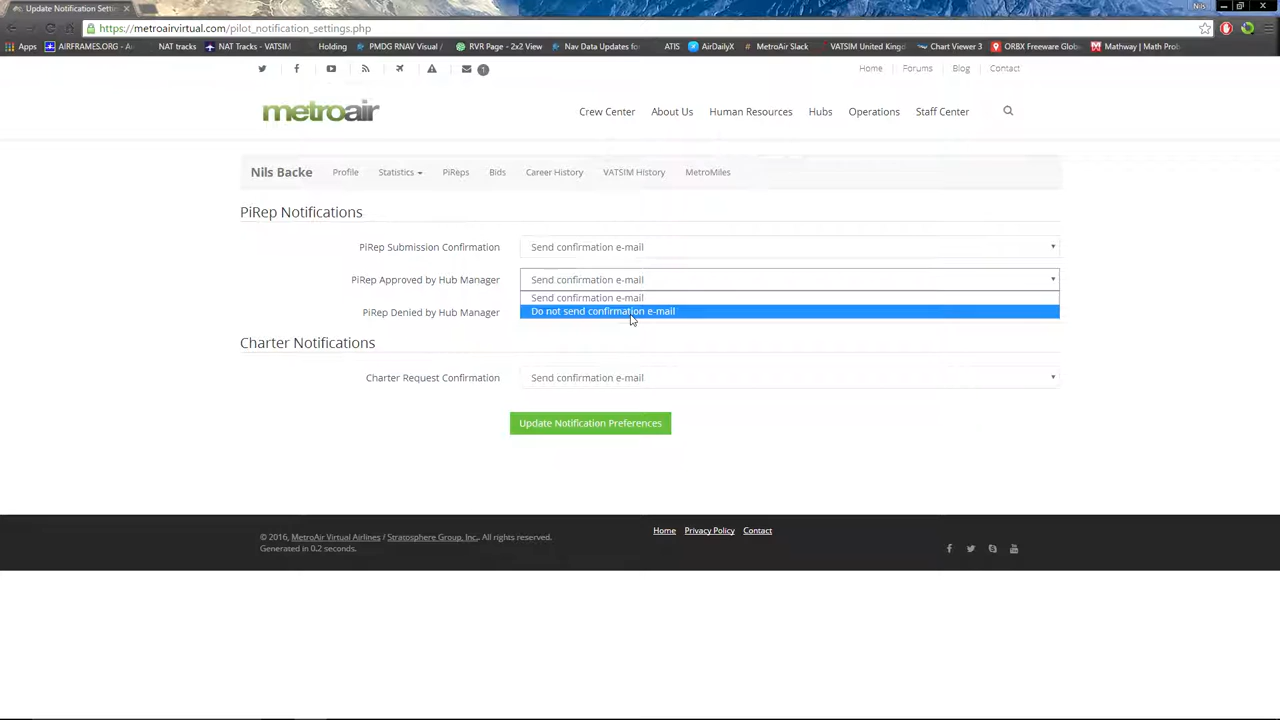 Update Notification Setti
Nils
https://metroairvirtual.com/pilot_notification_settings.php
Apps AIRFRAMES.ORG - A NAT tracks NAT Tracks - VATSIM Holding PMDG RNAV Visual / RVR Page - 2x2 View Nav Data Updates for ATIS AirDailyX MetroAir Slack VATSIM United King Chart Viewer 3 ORBX Freeware Glob Mathway | Math Pro
1 Home Forums Blog Contact
metroair Crew Center About Us Human Resources Hubs Operations Staff Center
Nils Backe Profile Statistics PiReps Bids Career History VATSIM History MetroMiles
PiRep Notifications
PiRep Submission Confirmation Send confirmation e-mail
PiRep Approved by Hub Manager Send confirmation e-mail
Send confirmation e-mail
PiRep Denied by Hub Manager Do not send confirmation e-mail
Charter Notifications
Charter Request Confirmation Send confirmation e-mail
Update Notification Preferences
© 2016, MetroAir Virtual Airlines / Stratosphere Group, Inc.. All rights reserved. Home Privacy Policy Contact
Generated in 0.2 seconds.